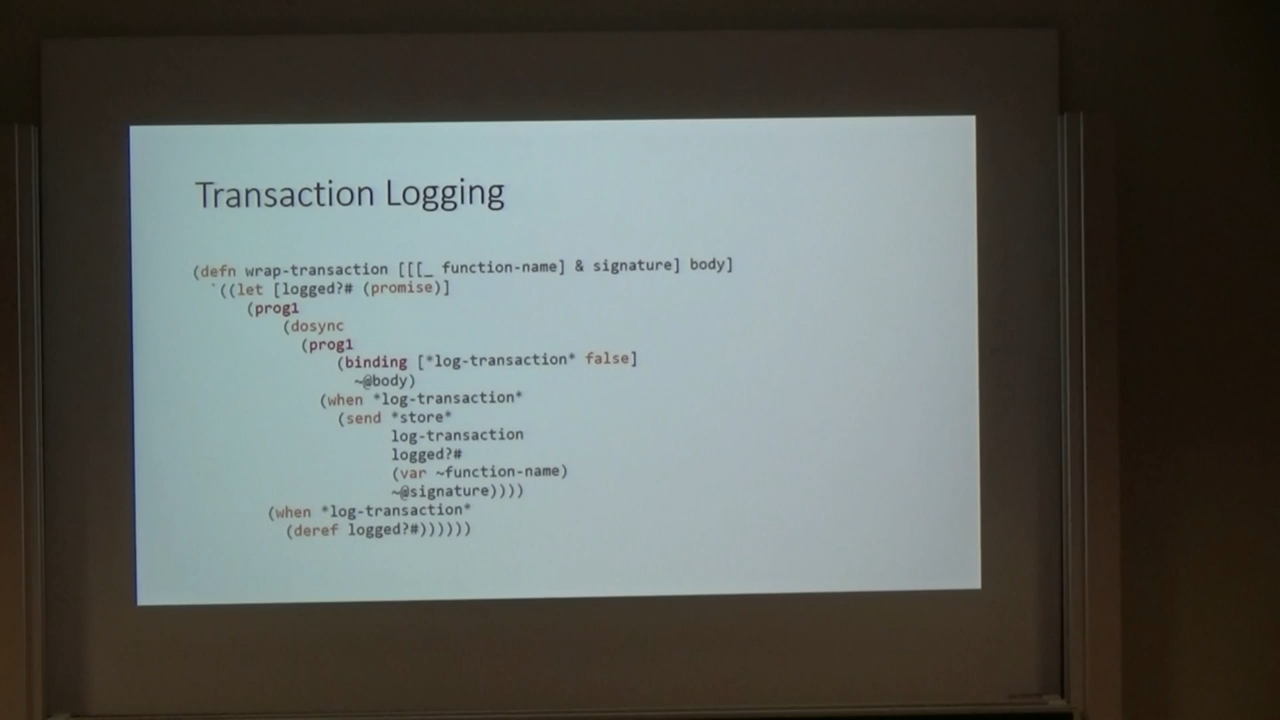 Transaction Logging
(defn wrap-transaction [[[_ function-name] & signature] body]
`((let [logged?# (promise)]
(prog1
(dosync
(prog1
(binding [*log-transaction* false]
~@body)
(when *log-transaction*
(send *store*
log-transaction
logged?#
(var ~function-name)
~@signature))))
(when *log-transaction*
(deref logged?#))))))